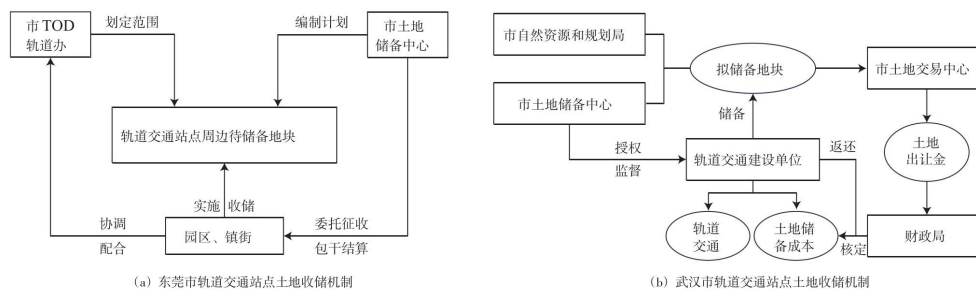 市 TOD
轨道办
划定范围
编制计划
市土地
储备中心
轨道交通站点周边待储备地块
实施 收储
协调
配合
园区、镇街
委托征收
包干结算
(a) 东莞市轨道交通站点土地收储机制
市自然资源和规划局
市土地储备中心
拟储备地块
市土地交易中心
储备
授权
监督
轨道交通建设单位
返还
土地
出让金
轨道
交通
土地储
备成本
核定
财政局
(b) 武汉市轨道交通站点土地收储机制